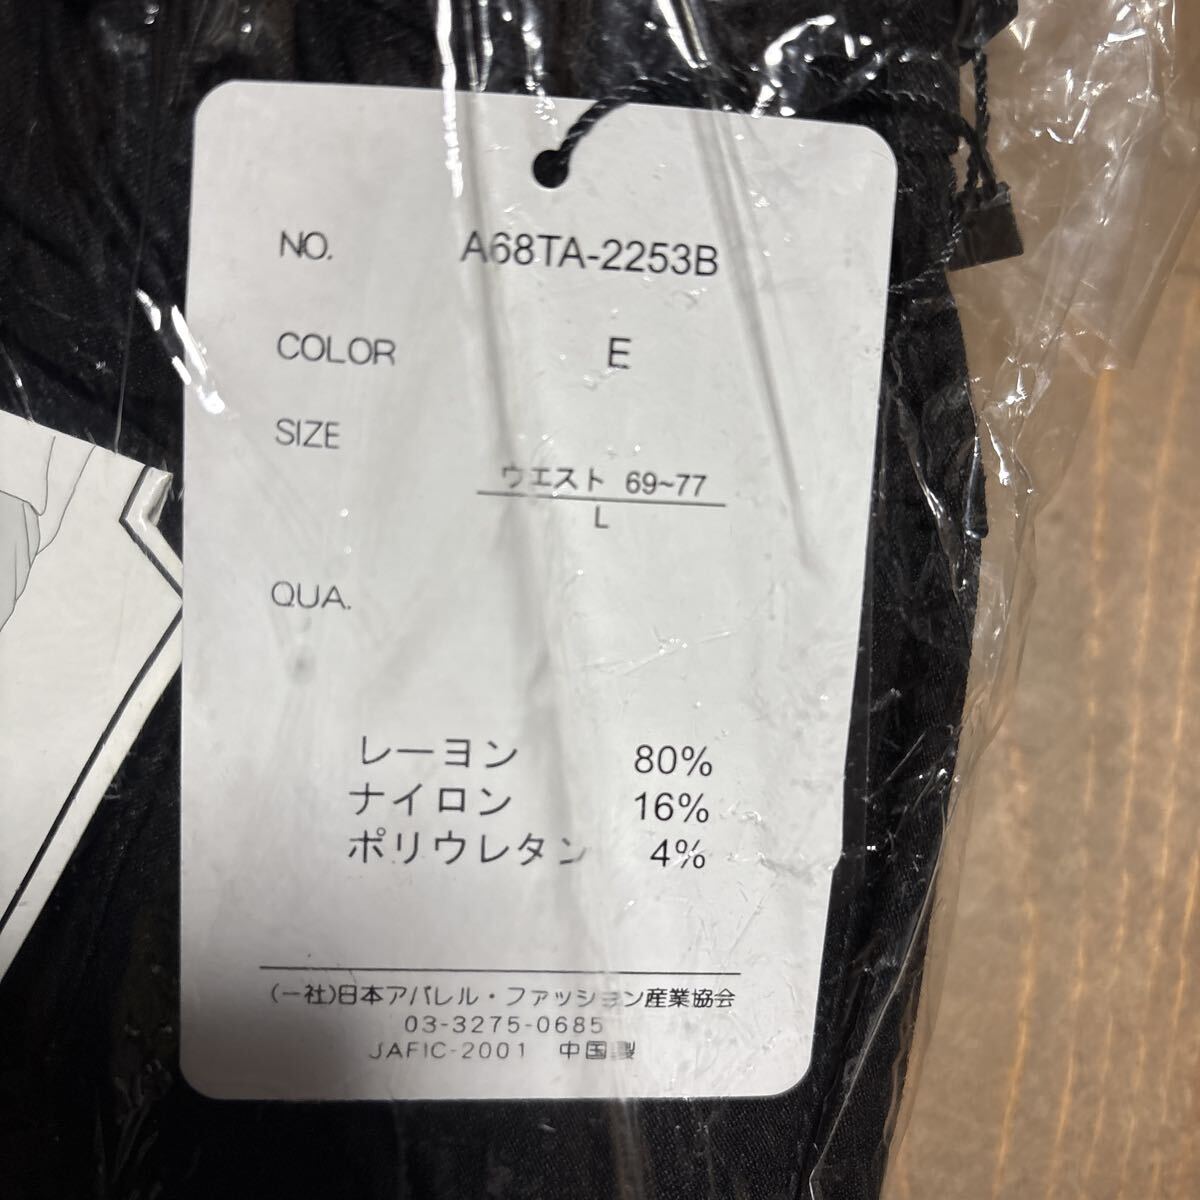 NO. A68TA-2253B
COLOR E
SIZE
ウエスト 69~77
L
QUA.
レーヨン 80%
ナイロン 16%
ポリウレタン 4%
(一社)日本アパレル・ファッション産業協会
03-3275-0685
JAFIC-2001 中国製